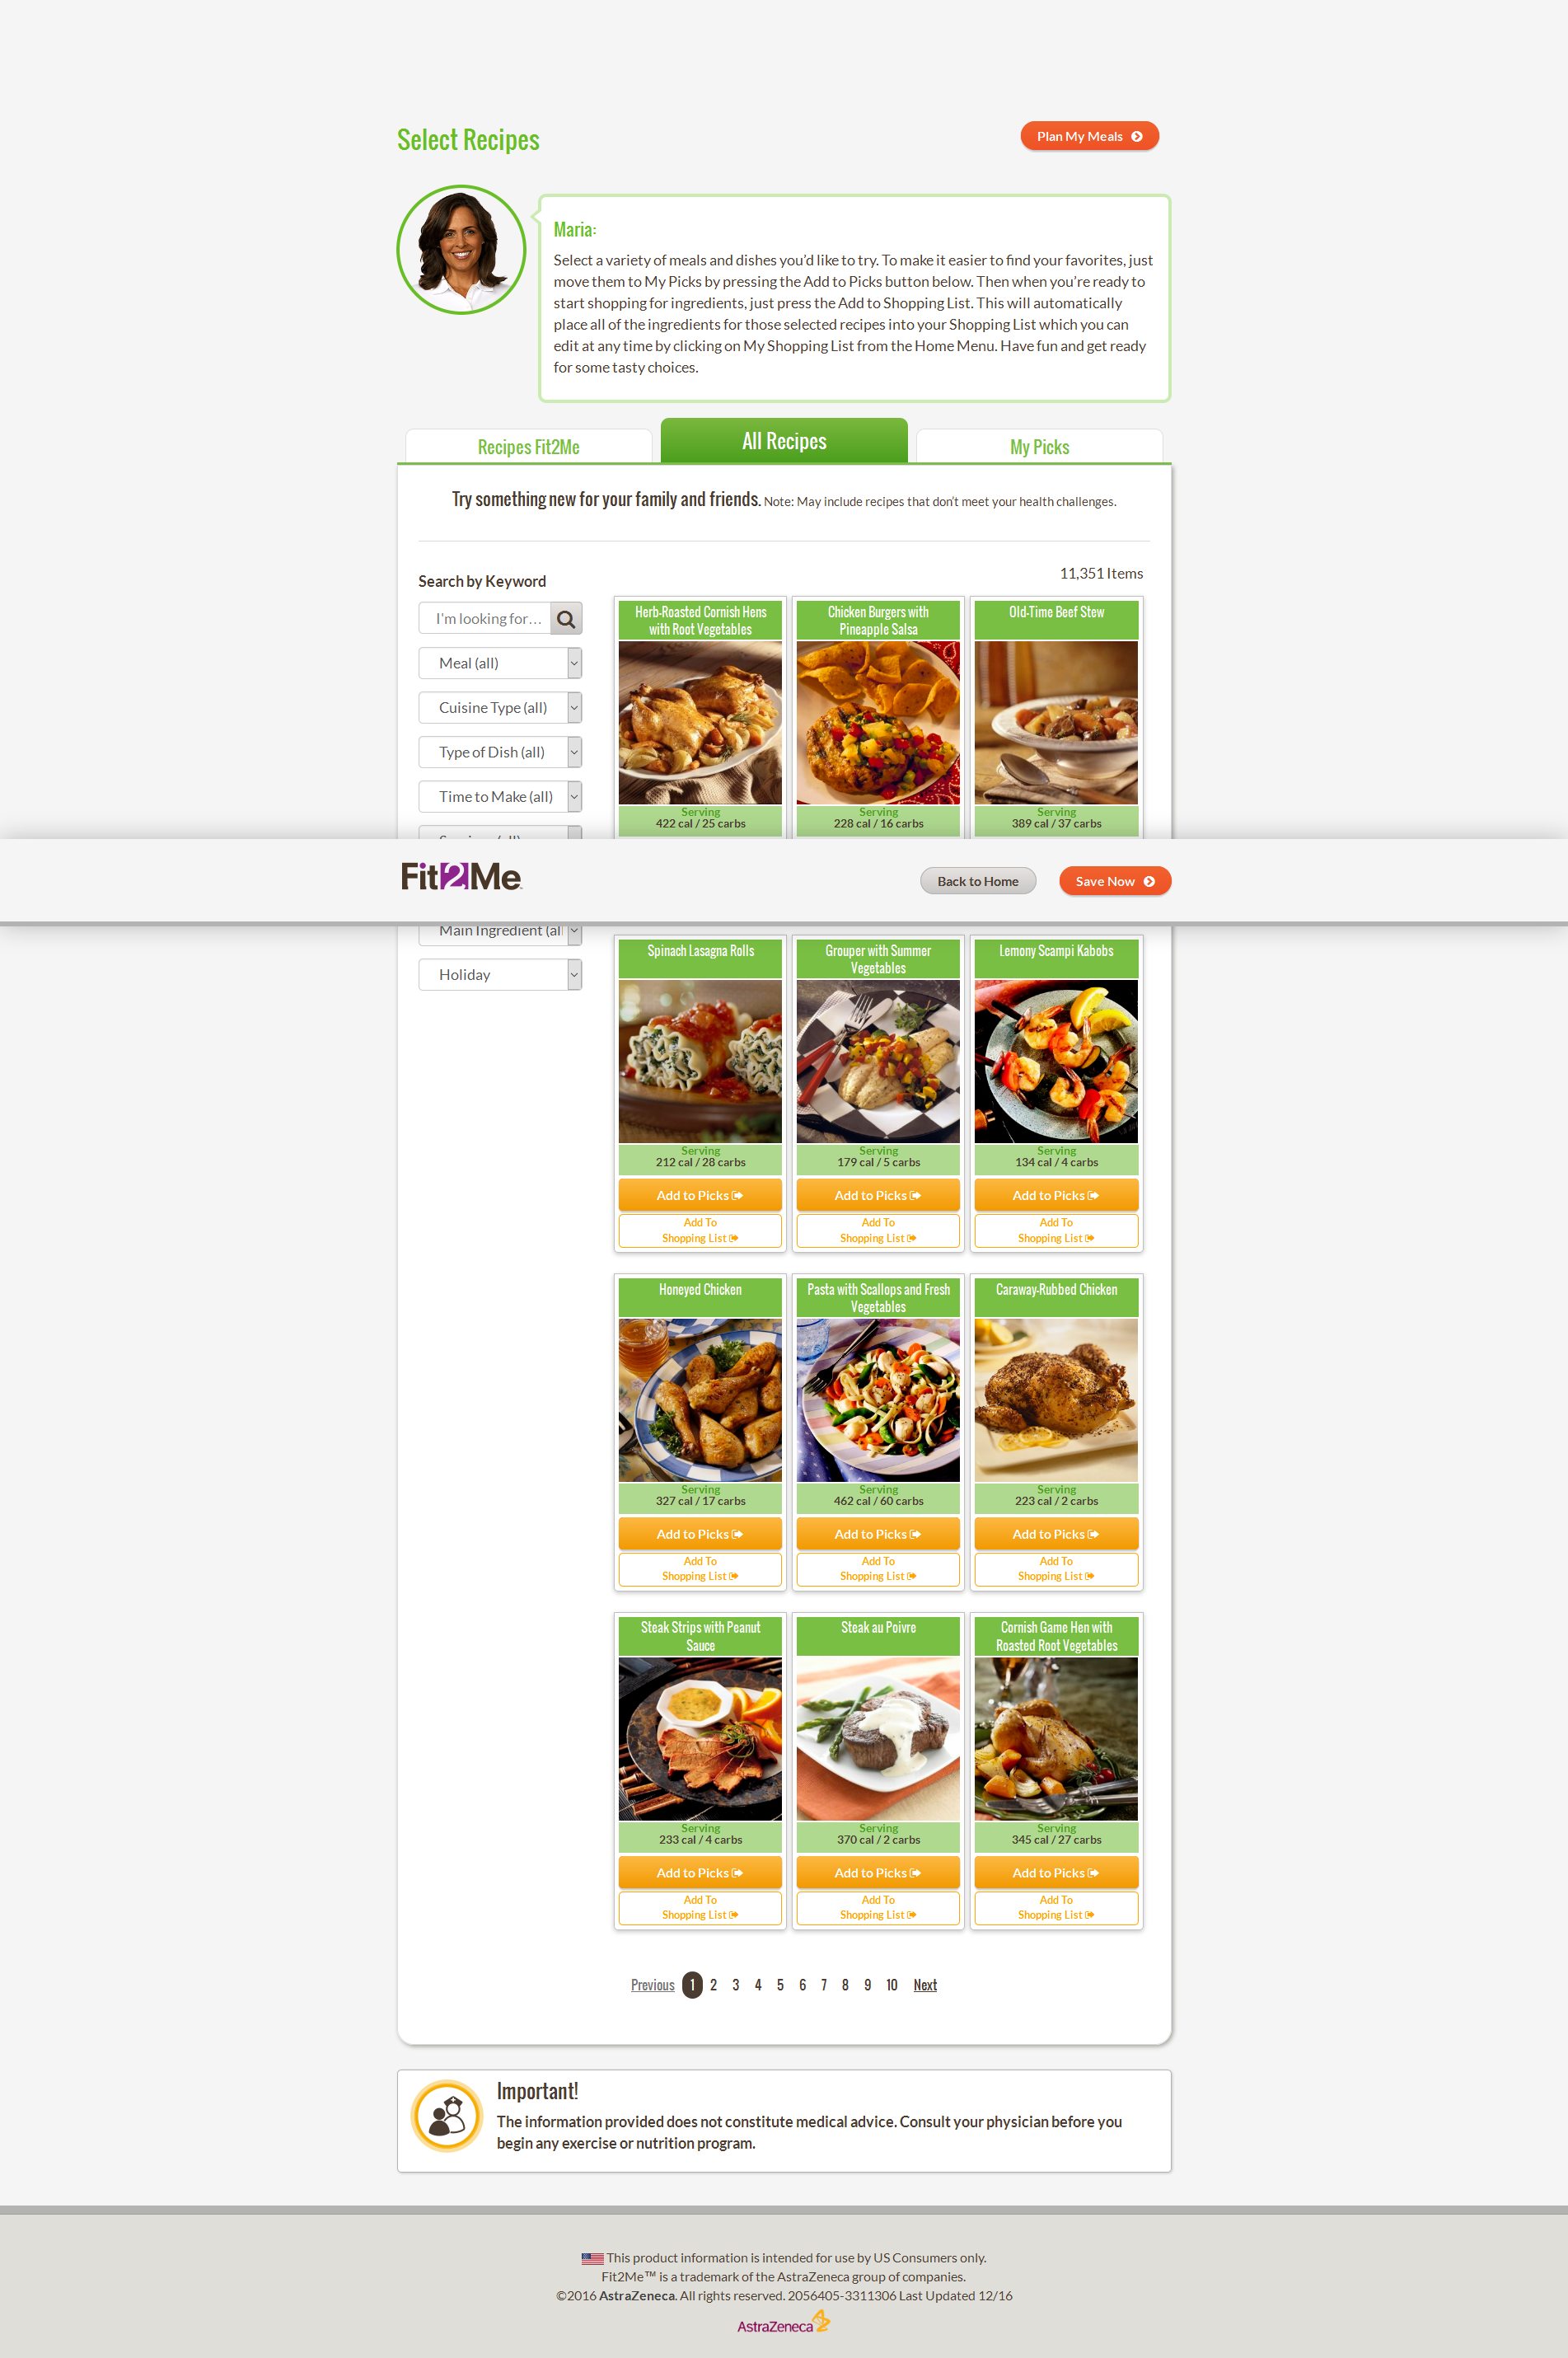 Select Recipes
Plan My Meals
Maria:
Select a variety of meals and dishes you'd like to try. To make it easier to find your favorites, just
move them to My Picks by pressing the Add to Picks button below. Then when you're ready to
start shopping for ingredients, just press the Add to Shopping List. This will automatically
place all of the ingredients for those selected recipes into your Shopping List which you can
edit at any time by clicking on My Shopping List from the Home Menu. Have fun and get ready
for some tasty choices.
Recipes Fit2Me
All Recipes
My Picks
Try something new for your family and friends. Note: May include recipes that don't meet your health challenges.
Search by Keyword
11,351 Items
I'm looking for...
Meal (all)
Cuisine Type (all)
Type of Dish (all)
Time to Make (all)
Herb-Roasted Cornish Hens
with Root Vegetables
Serving
422 cal / 25 carbs
Chicken Burgers with
Pineapple Salsa
Serving
228 cal / 16 carbs
Old-Time Beef Stew
Serving
389 cal / 37 carbs
Fit2Me
Back to Home
Save Now
Main Ingredient (all
Holiday
Spinach Lasagna Rolls
Serving
212 cal / 28 carbs
Add to Picks
Add To
Shopping List
Grouper with Summer
Vegetables
Serving
179 cal / 5 carbs
Add to Picks
Add To
Shopping List
Lemony Scampi Kabobs
Serving
134 cal / 4 carbs
Add to Picks
Add To
Shopping List
Honeyed Chicken
Serving
327 cal / 17 carbs
Add to Picks
Add To
Shopping List
Pasta with Scallops and Fresh
Vegetables
Serving
462 cal / 60 carbs
Add to Picks
Add To
Shopping List
Caraway-Rubbed Chicken
Serving
223 cal / 2 carbs
Add to Picks
Add To
Shopping List
Steak Strips with Peanut
Sauce
Serving
233 cal / 4 carbs
Add to Picks
Add To
Shopping List
Steak au Poivre
Serving
370 cal / 2 carbs
Add to Picks
Add To
Shopping List
Cornish Game Hen with
Roasted Root Vegetables
Serving
345 cal / 27 carbs
Add to Picks
Add To
Shopping List
Previous 1 2 3 4 5 6 7 8 9 10 Next
Important!
The information provided does not constitute medical advice. Consult your physician before you
begin any exercise or nutrition program.
This product information is intended for use by US Consumers only.
Fit2Me™ is a trademark of the AstraZeneca group of companies.
©2016 AstraZeneca. All rights reserved. 2056405-3311306 Last Updated 12/16
AstraZeneca